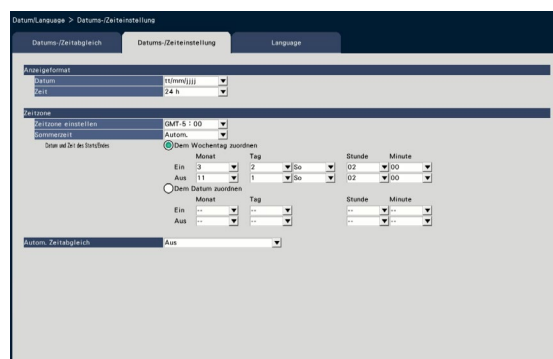 Datum/Language > Datums-/Zeiteinstellung
Datums-/Zeitabgleich Datums-/Zeiteinstellung Language
Anzeigeformat
Datum tt/mm/jjjj
Zeit 24 h
Zeitzone
Zeitzone einstellen GMT-5 : 00
Sommerzeit Autom.
Datum und Zeit des Starts/Endes Dem Wochentag zuordnen
Monat Tag Stunde Minute
Ein 3 2 So 02 00
Aus 11 1 So 02 00
Dem Datum zuordnen
Monat Tag Stunde Minute
Ein -- -- -- --
Aus -- -- -- --
Autom. Zeitabgleich Aus